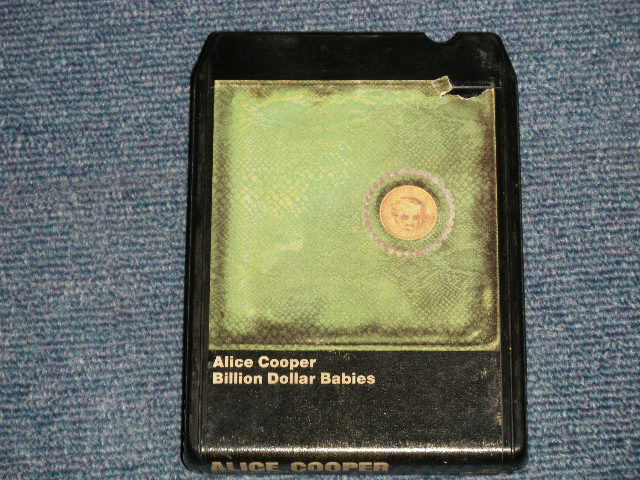 Alice Cooper
Billion Dollar Babies
ALICE COOPER